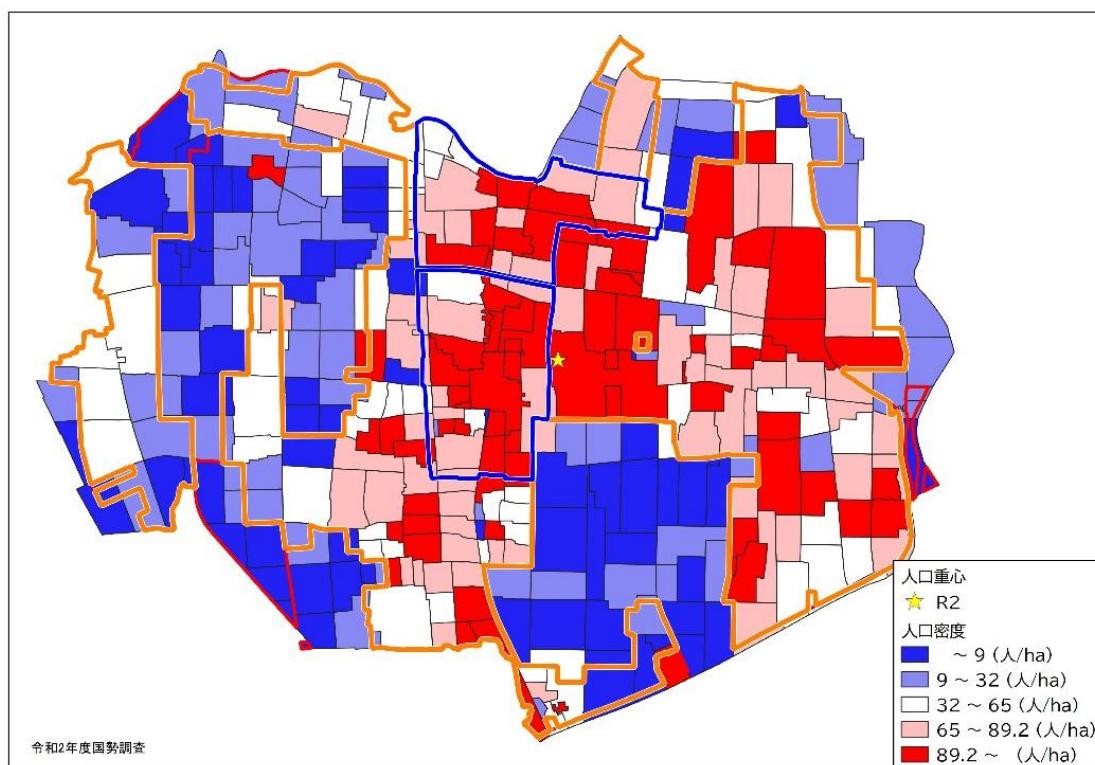 人口重心
R2
人口密度
～ 9 (人/ha)
9 ～ 32 (人/ha)
32 ～ 65 (人/ha)
65 ～ 89.2 (人/ha)
89.2 ～ (人/ha)
令和2年度国勢調査